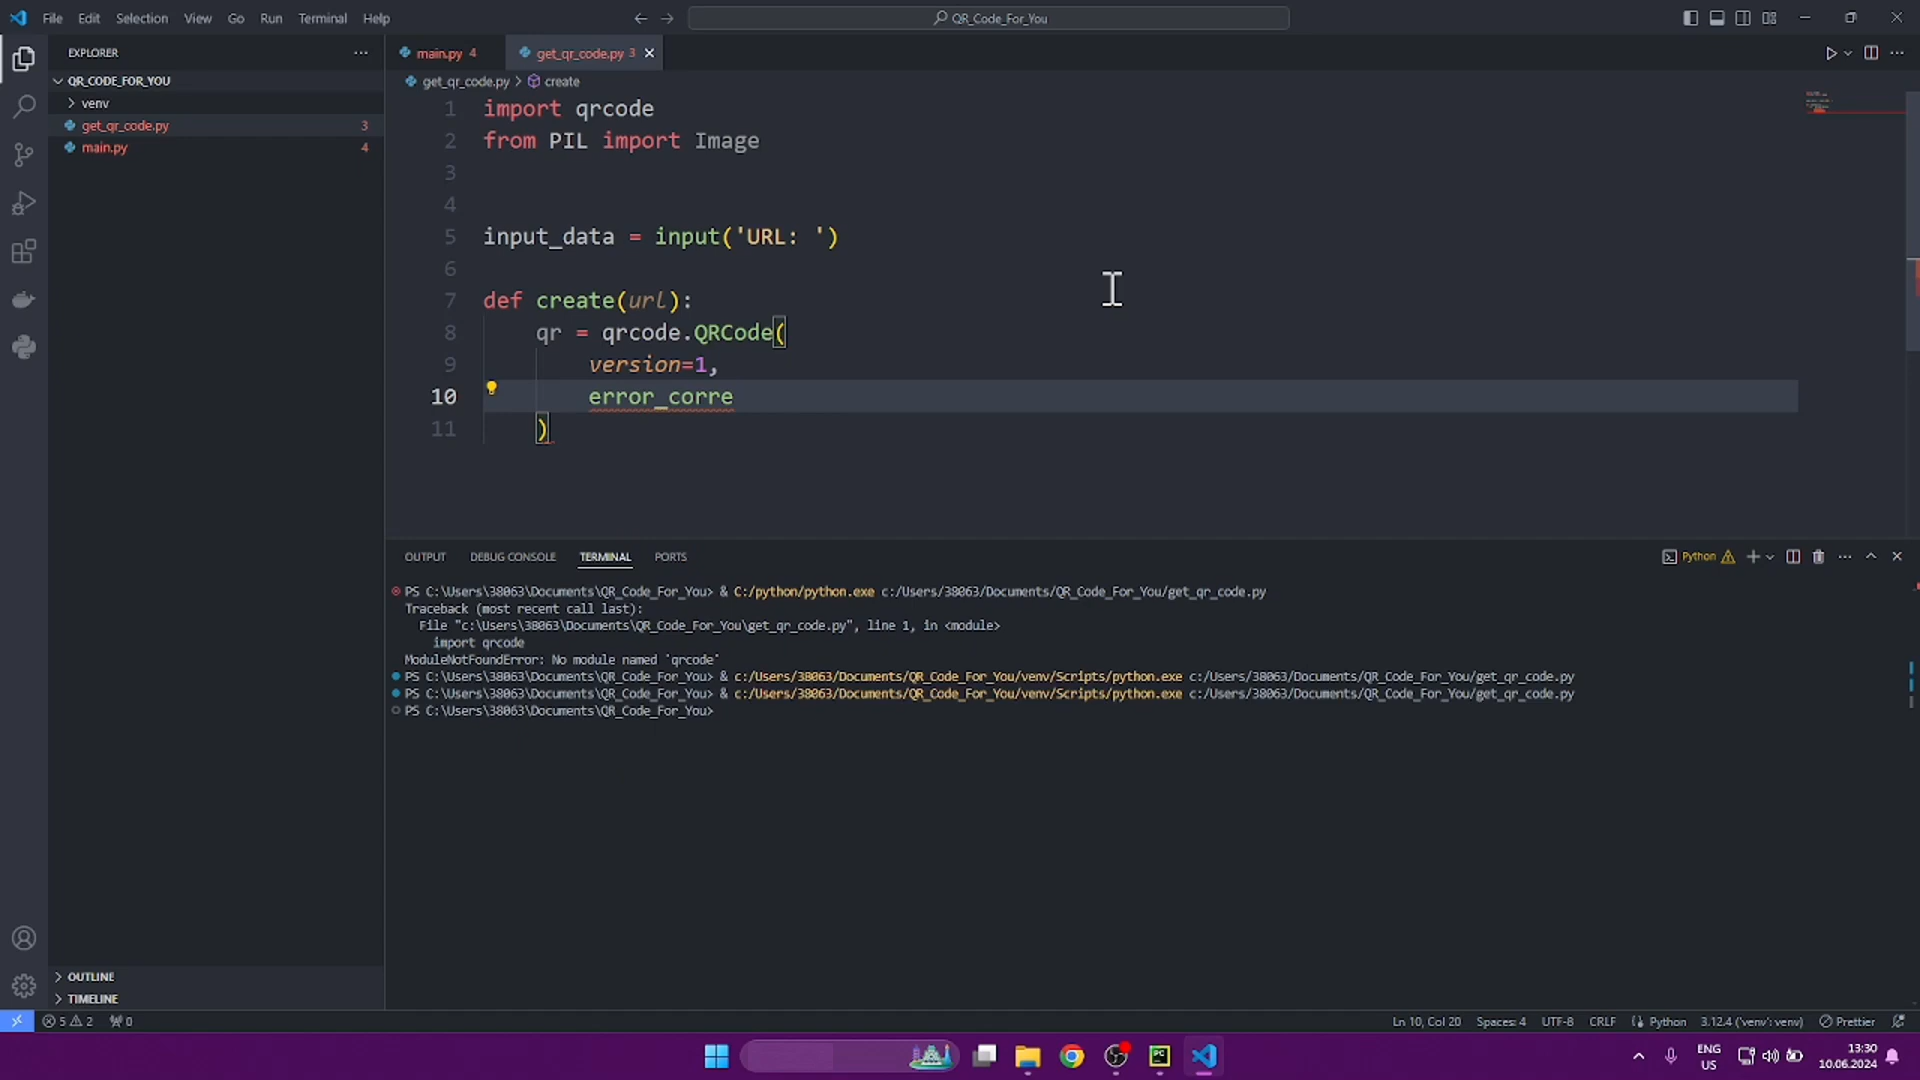 File Edit Selection View Go Run Terminal Help
QR_Code_For_You
EXPLORER
main.py 4
get_qr_code.py 3
QR_CODE_FOR_YOU
venv
get_qr_code.py 3
main.py 4
get_qr_code.py > create
1 import qrcode
2 from PIL import Image
3
4
5 input_data = input('URL: ')
6
7 def create(url):
8 qr = qrcode.QRCode(
9 version=1,
10 error_corre
11 )
OUTPUT DEBUG CONSOLE TERMINAL PORTS
Python
PS C:\Users\38063\Documents\QR_Code_For_You> & C:/python/python.exe c:/Users/38063/Documents/QR_Code_For_You/get_qr_code.py
Traceback (most recent call last):
File "c:\Users\38063\Documents\QR_Code_For_You\get_qr_code.py", line 1, in <module>
import qrcode
ModuleNotFoundError: No module named 'qrcode'
PS C:\Users\38063\Documents\QR_Code_For_You> & c:/Users/38063/Documents/QR_Code_For_You/venv/Scripts/python.exe c:/Users/38063/Documents/QR_Code_For_You/get_qr_code.py
PS C:\Users\38063\Documents\QR_Code_For_You> & c:/Users/38063/Documents/QR_Code_For_You/venv/Scripts/python.exe c:/Users/38063/Documents/QR_Code_For_You/get_qr_code.py
PS C:\Users\38063\Documents\QR_Code_For_You>
OUTLINE
TIMELINE
5 2 0
Ln 10, Col 20 Spaces: 4 UTF-8 CRLF Python 3.12.4 ('venv': venv) Prettier
PC
ENG
US
13:30
10.06.2024